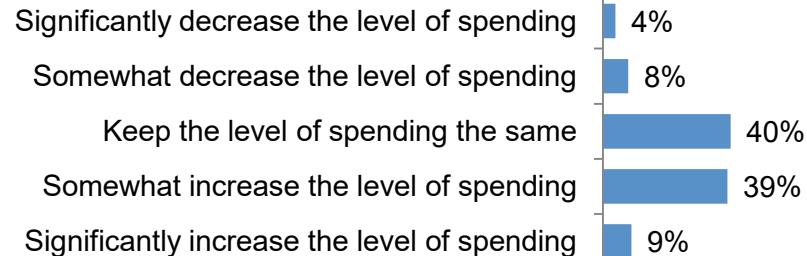 Significantly decrease the level of spending 4%
Somewhat decrease the level of spending 8%
Keep the level of spending the same 40%
Somewhat increase the level of spending 39%
Significantly increase the level of spending 9%